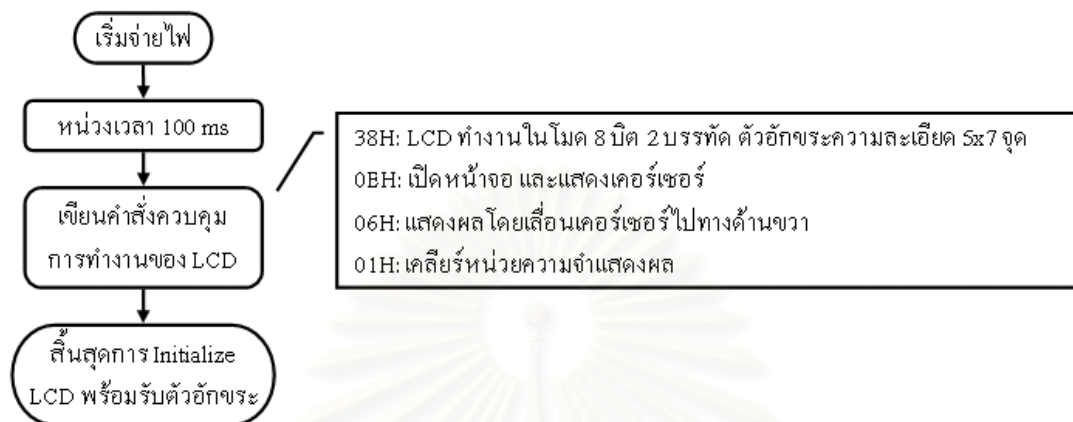 เริ่มจ่ายไฟ
หน่วงเวลา 100 ms
เขียนคำสั่งควบคุม
การทำงานของ LCD
สิ้นสุดการ Initialize
LCD พร้อมรับตัวอักขระ
38H: LCD ทำงานในโมด 8 บิต 2 บรรทัด ตัวอักขระความละเอียด 5x7 จุด
0EH: เปิดหน้าจอ และแสดงเคอร์เซอร์
06H: แสดงผลโดยเลื่อนเคอร์เซอร์ไปทางด้านขวา
01H: เคลียร์หน่วยความจำแสดงผล